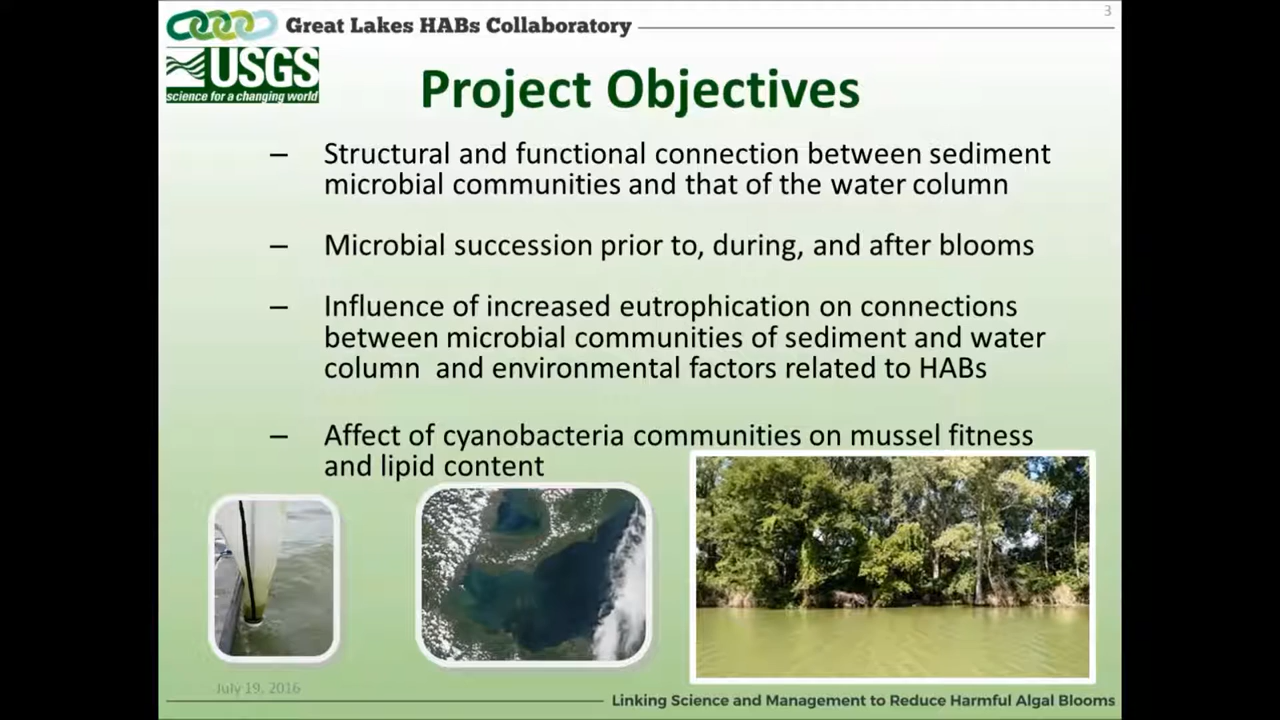 3
Great Lakes HABs Collaboratory
USGS
science for a changing world
Project Objectives
– Structural and functional connection between sediment
microbial communities and that of the water column
– Microbial succession prior to, during, and after blooms
– Influence of increased eutrophication on connections
between microbial communities of sediment and water
column and environmental factors related to HABs
– Affect of cyanobacteria communities on mussel fitness
and lipid content
July 19, 2016
Linking Science and Management to Reduce Harmful Algal Blooms